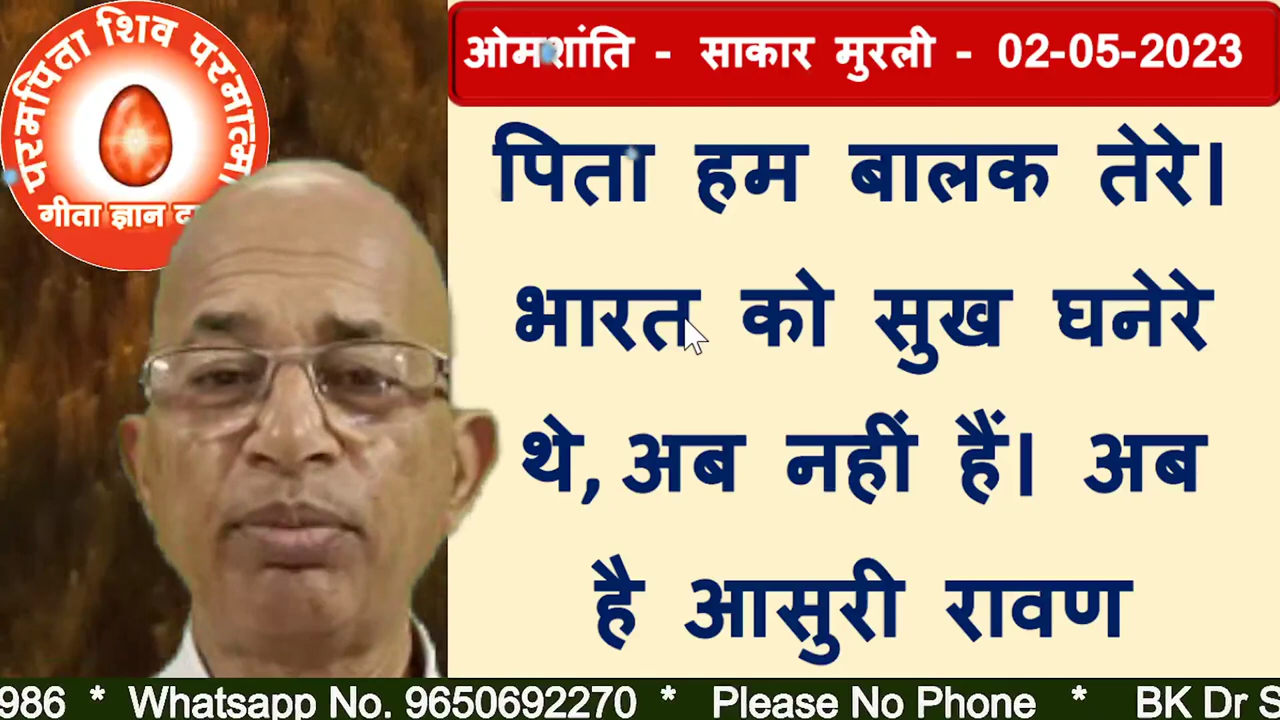 परमपिता शिव परमात्मा
गीता ज्ञान
ओमशांति - साकार मुरली - 02-05-2023
पिता हम बालक तेरे।
भारत को सुख घनेरे
थे, अब नहीं हैं। अब
है आसुरी रावण
986 * Whatsapp No. 9650692270 * Please No Phone * BK Dr S